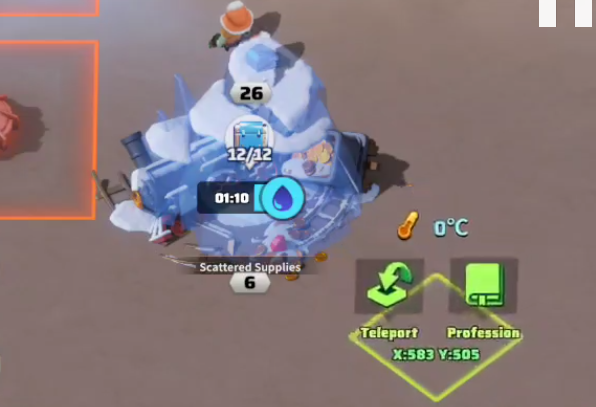 26
12/12
01:10
0°C
Scattered Supplies
6
Teleport Profession
X:583 Y:505